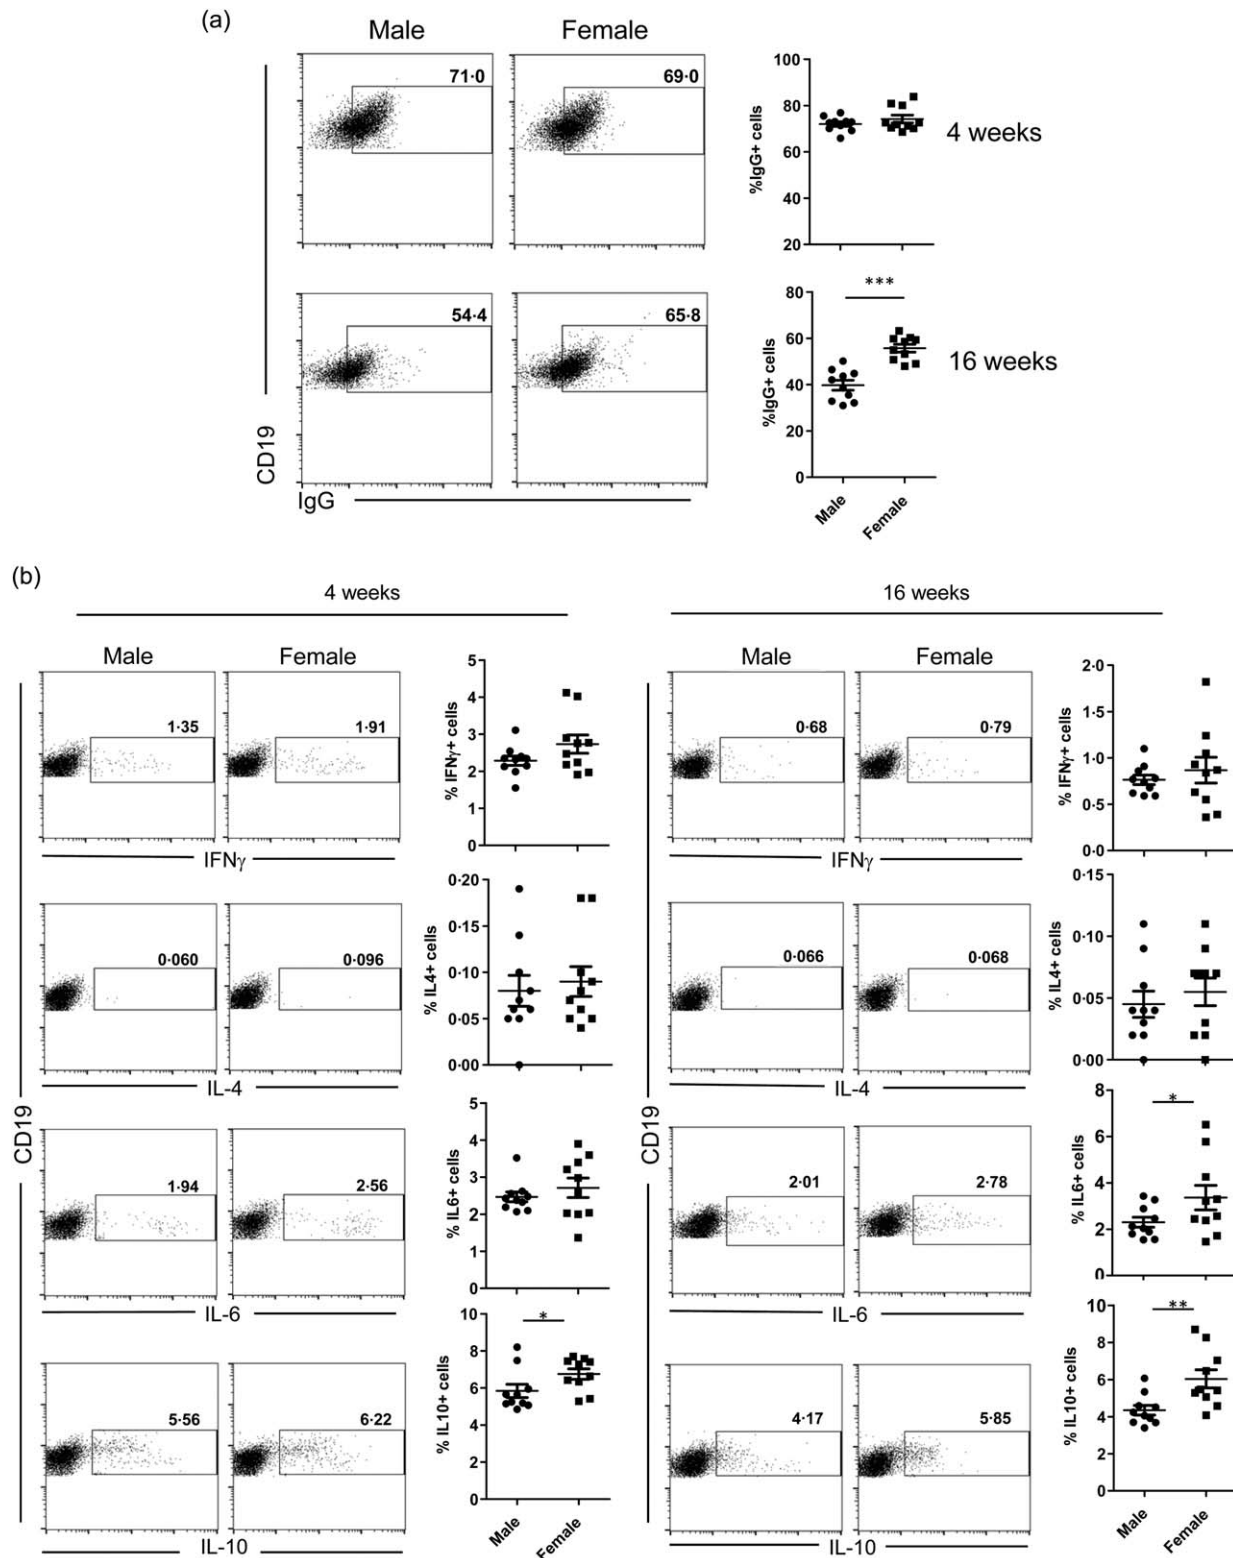 (a)
Male
Female
71·0
69·0
100
80
60
40
20
%IgG+ cells
4 weeks
54·4
65·8
***
80
60
40
20
0
%IgG+ cells
16 weeks
CD19
IgG
Male
Female
(b)
4 weeks
16 weeks
Male
Female
1·35
1·91
IFNγ
5
4
3
2
1
0
% IFNγ+ cells
Male
Female
0·68
0·79
IFNγ
2·0
1·5
1·0
0·5
0·0
% IFNγ+ cells
0·060
0·096
IL-4
0·20
0·15
0·10
0·05
0·00
% IL4+ cells
0·066
0·068
IL-4
0·15
0·10
0·05
0·00
% IL4+ cells
CD19
CD19
1·94
2·56
IL-6
5
4
3
2
1
0
% IL6+ cells
2·01
2·78
IL-6
*
8
6
4
2
0
% IL6+ cells
5·56
6·22
IL-10
*
10
8
6
4
2
0
% IL10+ cells
Male
Female
4·17
5·85
IL-10
**
10
8
6
4
2
0
% IL10+ cells
Male
Female